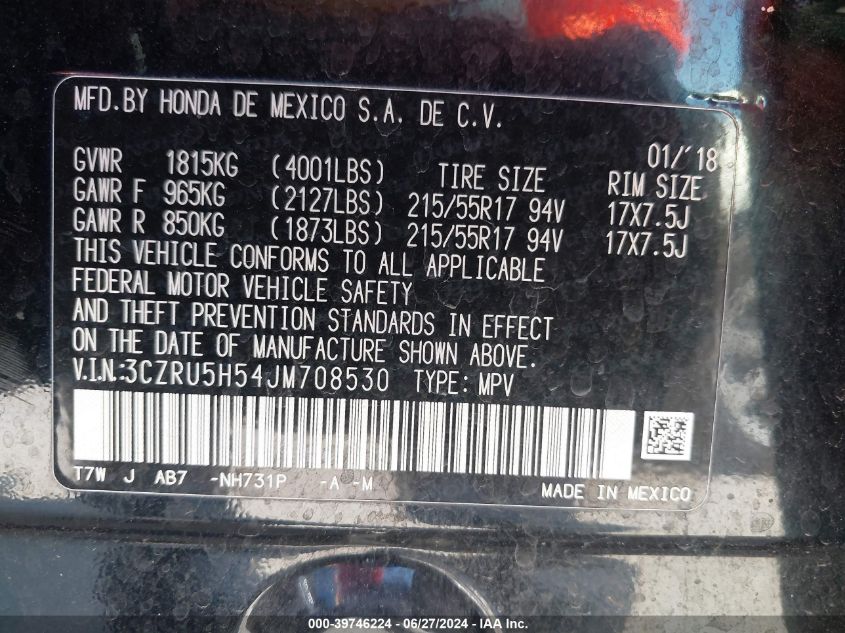 MFD. BY HONDA DE MEXICO S.A. DE C.V.
01/'18
GVWR 1815KG (4001LBS) TIRE SIZE RIM SIZE
GAWR F 965KG (2127LBS) 215/55R17 94V 17X7.5J
GAWR R 850KG (1873LBS) 215/55R17 94V 17X7.5J
THIS VEHICLE CONFORMS TO ALL APPLICABLE
FEDERAL MOTOR VEHICLE SAFETY
AND THEFT PREVENTION STANDARDS IN EFFECT
ON THE DATE OF MANUFACTURE SHOWN ABOVE.
V.I.N.:3CZRU5H54JM708530 TYPE: MPV
T7W J AB7 -NH731P -A -M
MADE IN MEXICO
000-39746224 - 06/27/2024 - IAA Inc.